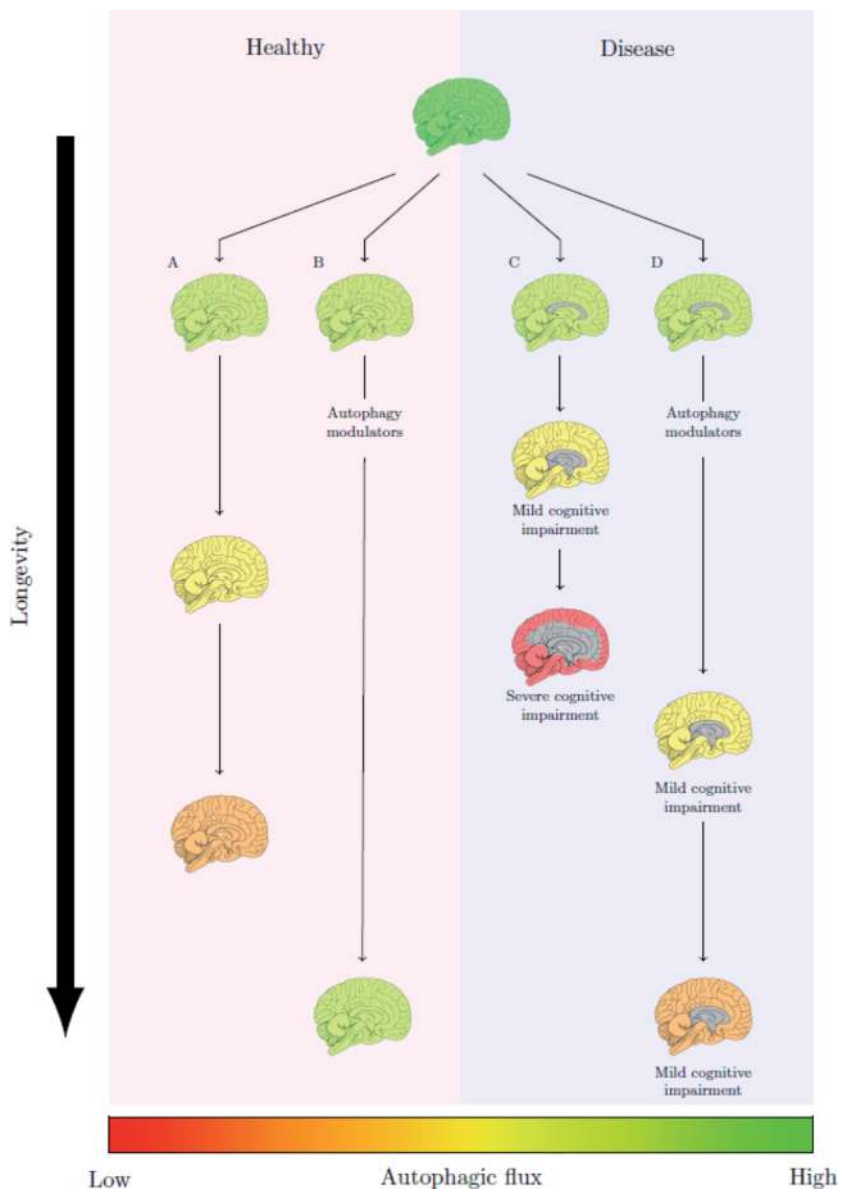 Healthy
Disease
A
B
C
D
Autophagy
modulators
Autophagy
modulators
Mild cognitive
impairment
Longevity
Severe cognitive
impairment
Mild cognitive
impairment
Mild cognitive
impairment
Low
Autophagic flux
High